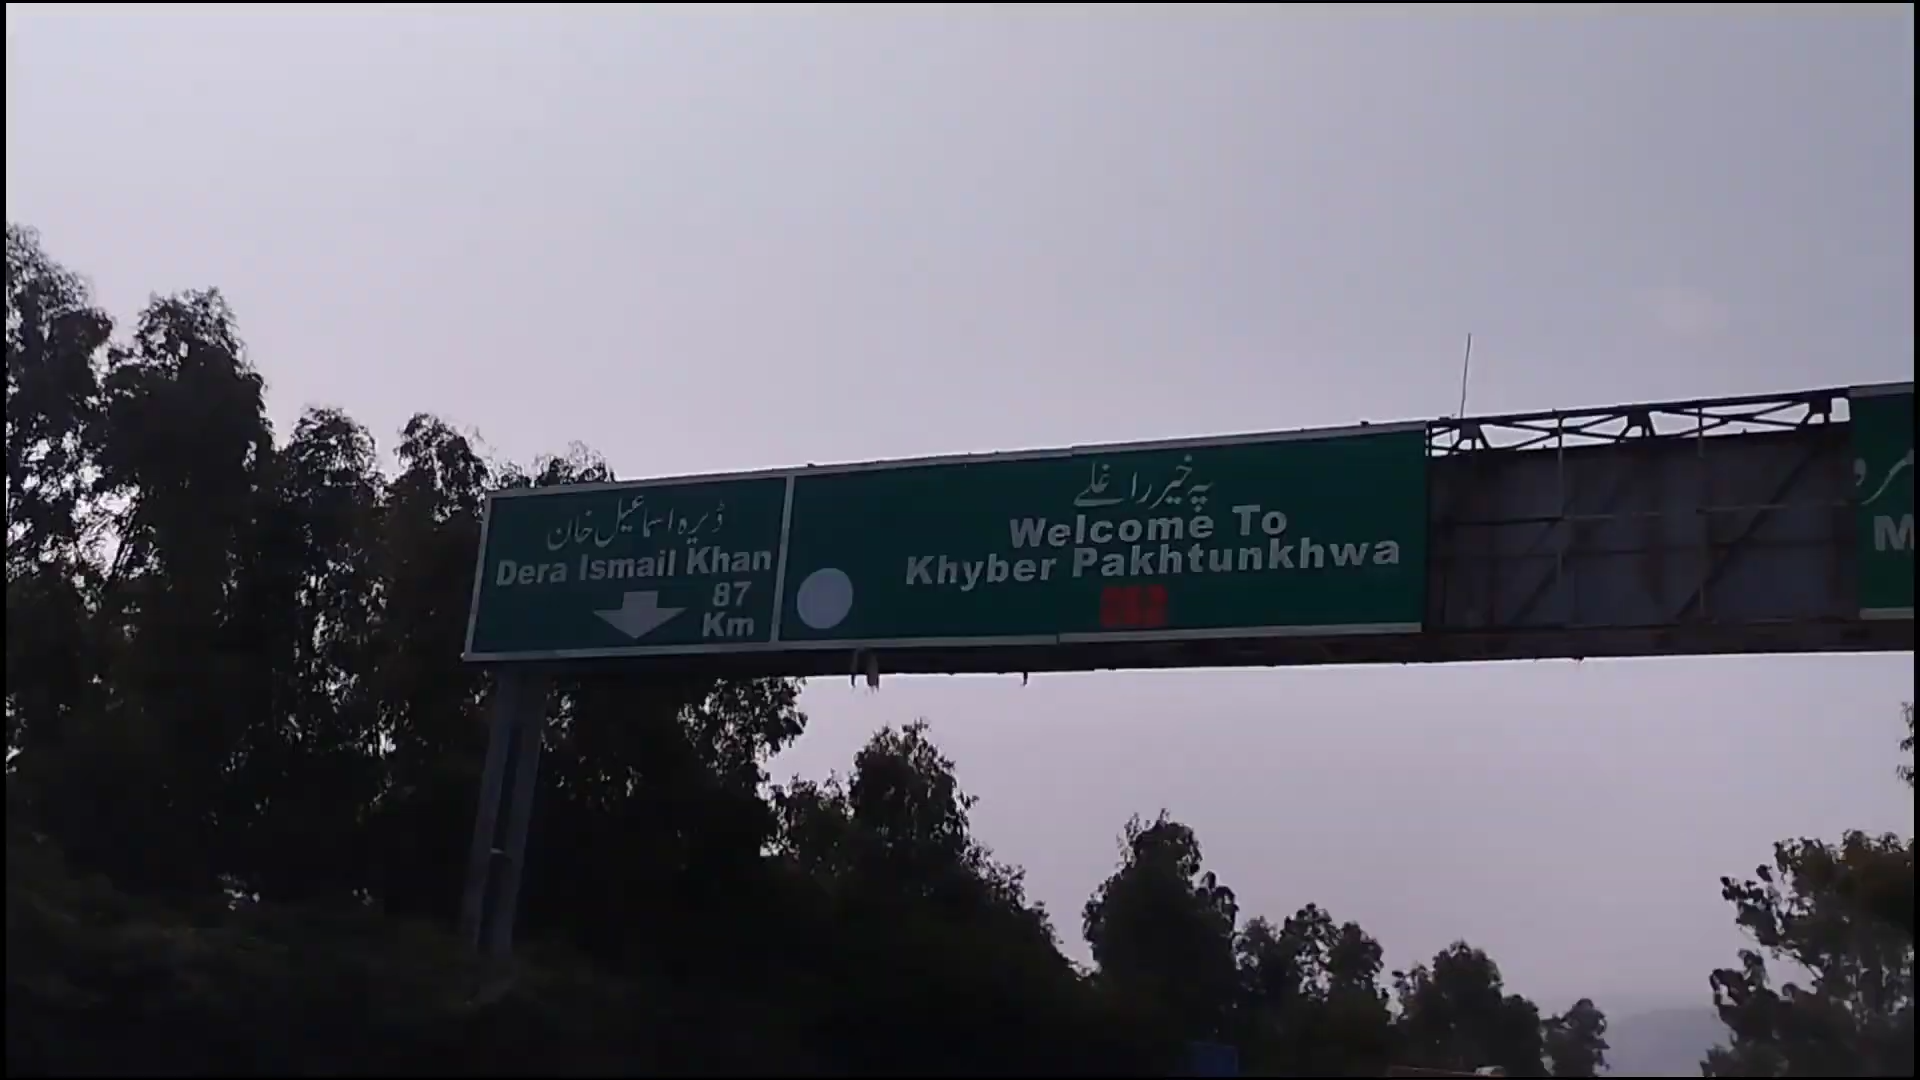 ڈیرہ اسماعیل خان
Dera Ismail Khan
87
Km
پہ خیر راغلے
Welcome To
Khyber Pakhtunkhwa
M